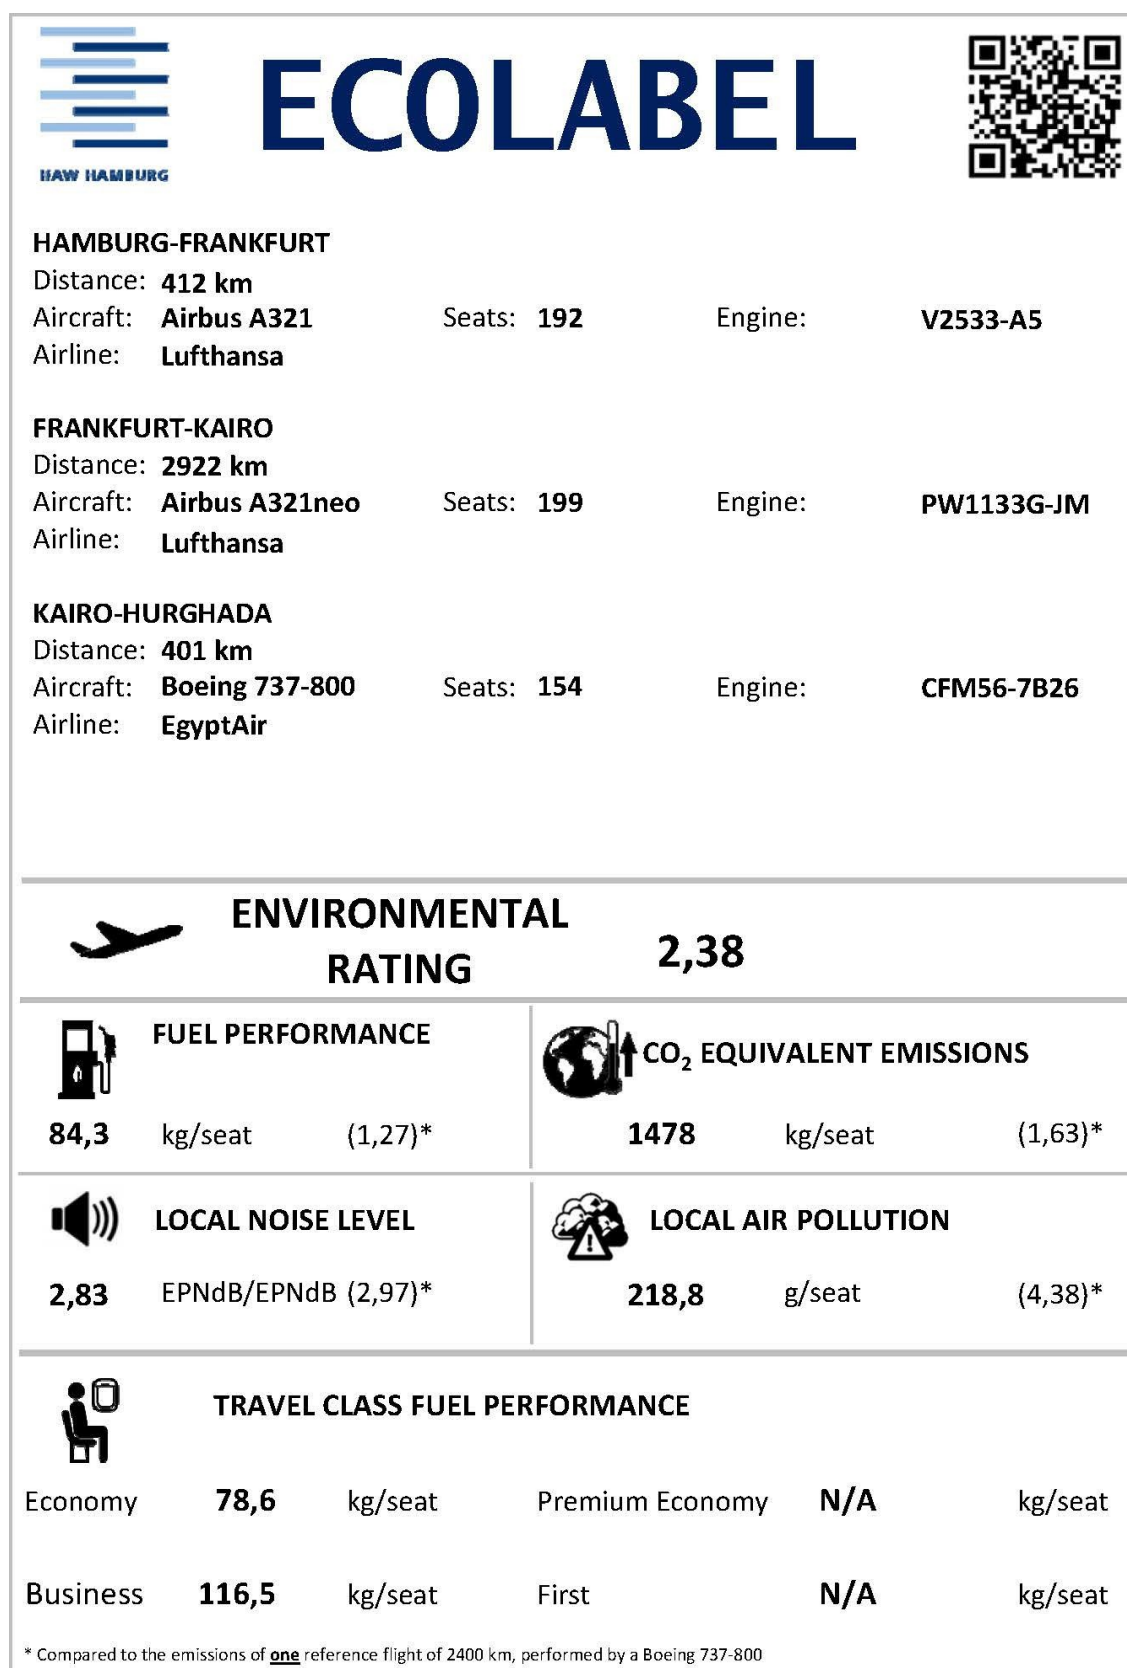 HAW HAMBURG
ECOLABEL
HAMBURG-FRANKFURT
Distance: 412 km
Aircraft: Airbus A321 Seats: 192 Engine: V2533-A5
Airline: Lufthansa
FRANKFURT-KAIRO
Distance: 2922 km
Aircraft: Airbus A321neo Seats: 199 Engine: PW1133G-JM
Airline: Lufthansa
KAIRO-HURGHADA
Distance: 401 km
Aircraft: Boeing 737-800 Seats: 154 Engine: CFM56-7B26
Airline: EgyptAir
ENVIRONMENTAL
RATING
2,38
FUEL PERFORMANCE
84,3 kg/seat (1,27)*
CO₂ EQUIVALENT EMISSIONS
1478 kg/seat (1,63)*
LOCAL NOISE LEVEL
2,83 EPNdB/EPNdB (2,97)*
LOCAL AIR POLLUTION
218,8 g/seat (4,38)*
TRAVEL CLASS FUEL PERFORMANCE
Economy 78,6 kg/seat Premium Economy N/A kg/seat
Business 116,5 kg/seat First N/A kg/seat
* Compared to the emissions of one reference flight of 2400 km, performed by a Boeing 737-800